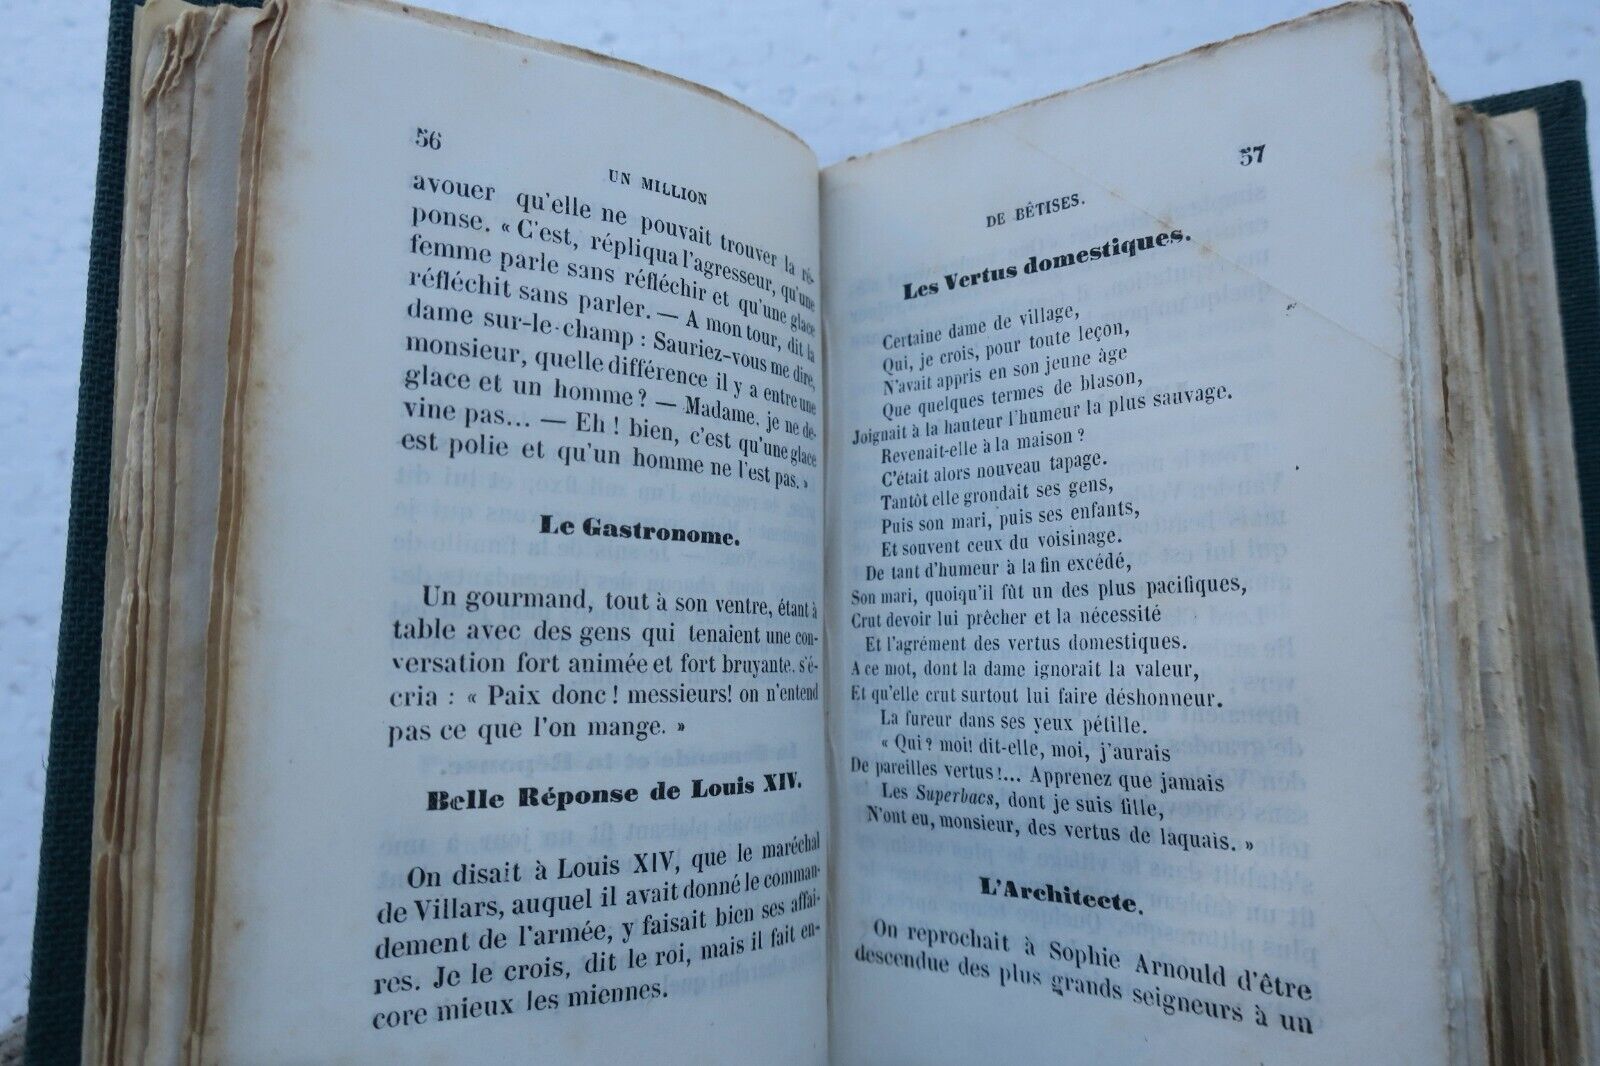 56
UN MILLION
avouer qu'elle ne pouvait trouver la ré-
ponse. « C'est, répliqua l'agresseur, qu'une
femme parle sans réfléchir et qu'une glace
réfléchit sans parler. — A mon tour, dit la
dame sur-le-champ : Sauriez-vous me dire,
monsieur, quelle différence il y a entre une
glace et un homme ? — Madame, je ne de-
vine pas... — Eh ! bien, c'est qu'une glace
est polie et qu'un homme ne l'est pas. »
Le Gastronome.
Un gourmand, tout à son ventre, étant à
table avec des gens qui tenaient une con-
versation fort animée et fort bruyante. s'é-
cria : « Paix donc ! messieurs! on n'entend
pas ce que l'on mange. »
Belle Réponse de Louis XIV.
On disait à Louis XIV, que le maréchal
de Villars, auquel il avait donné le comman-
dement de l'armée, y faisait bien ses affai-
res. Je le crois, dit le roi, mais il fait en-
core mieux les miennes.
57
DE BÊTISES.
Les Vertus domestiques.
Certaine dame de village,
Qui, je crois, pour toute leçon,
N'avait appris en son jeune âge
Que quelques termes de blason,
Joignait à la hauteur l'humeur la plus sauvage.
Revenait-elle à la maison ?
C'était alors nouveau tapage.
Tantôt elle grondait ses gens,
Puis son mari, puis ses enfants,
Et souvent ceux du voisinage.
De tant d'humeur à la fin excédé,
Son mari, quoiqu'il fût un des plus pacifiques,
Crut devoir lui prêcher et la nécessité
Et l'agrément des vertus domestiques.
A ce mot, dont la dame ignorait la valeur,
Et qu'elle crut surtout lui faire déshonneur.
La fureur dans ses yeux pétille.
« Qui ? moi! dit-elle, moi, j'aurais
De pareilles vertus !... Apprenez que jamais
Les Superbacs, dont je suis fille,
N'ont eu, monsieur, des vertus de laquais. »
L'Architecte.
On reprochait à Sophie Arnould d'être
descendue des plus grands seigneurs à un